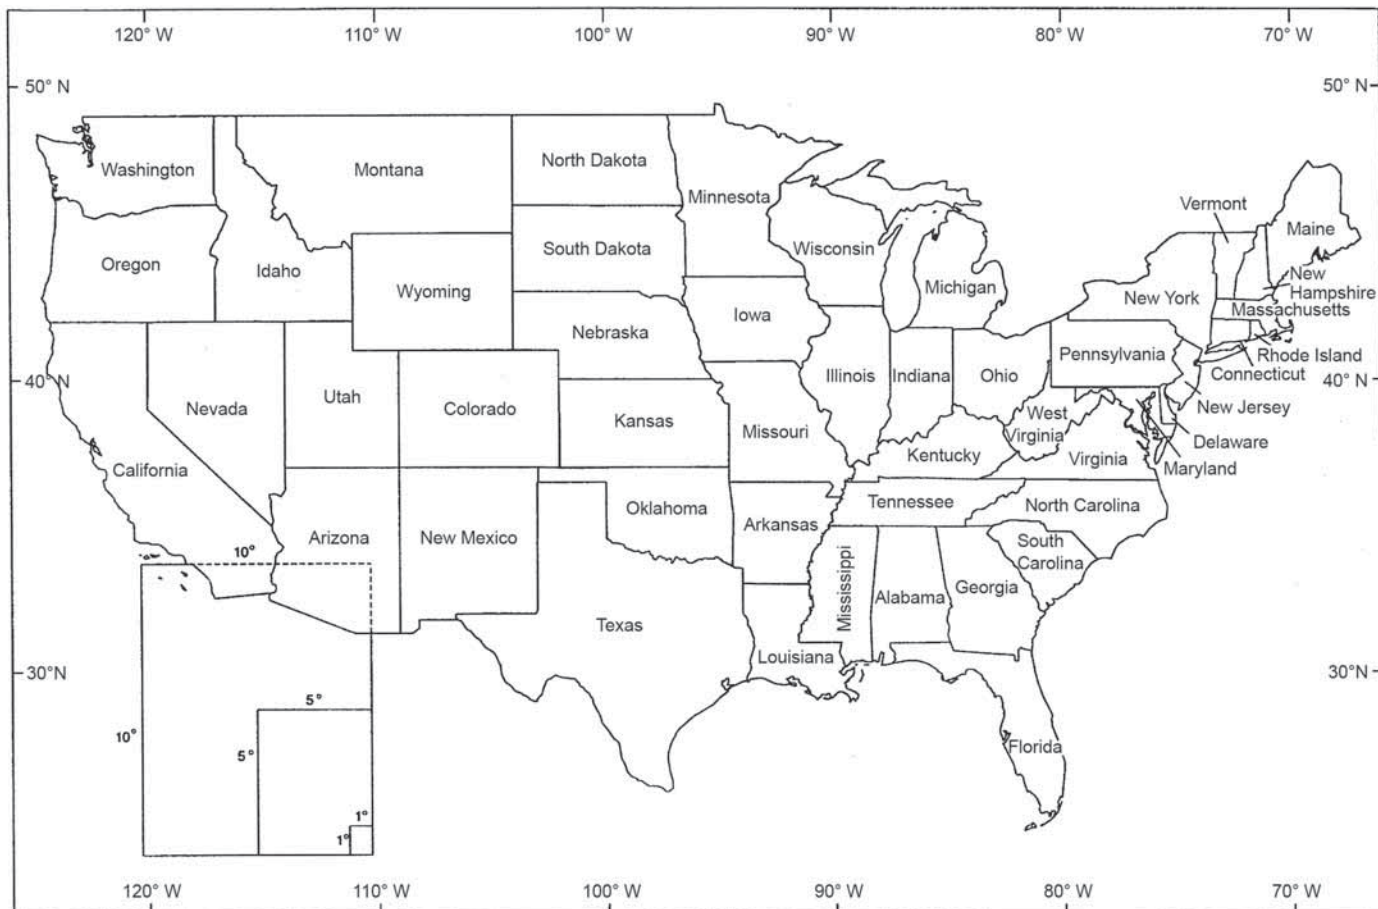 120° W
110° W
100° W
90° W
80° W
70° W
50° N
50° N
Washington
Montana
North Dakota
Minnesota
Vermont
Maine
Oregon
Idaho
South Dakota
Wisconsin
Wyoming
Michigan
New
Hampshire
New York
Massachusetts
Nebraska
Iowa
Pennsylvania
Rhode Island
Connecticut
40° N
40° N
Nevada
Utah
Colorado
Illinois
Indiana
Ohio
New Jersey
Kansas
Missouri
West
Virginia
Delaware
California
Kentucky
Virginia
Maryland
Oklahoma
Arkansas
Tennessee
North Carolina
Arizona
New Mexico
South
Carolina
10°
Mississippi
Alabama
Georgia
Texas
Louisiana
30°N
30° N
5°
10°
5°
Florida
1°
1°
120° W
110° W
100° W
90° W
80° W
70° W